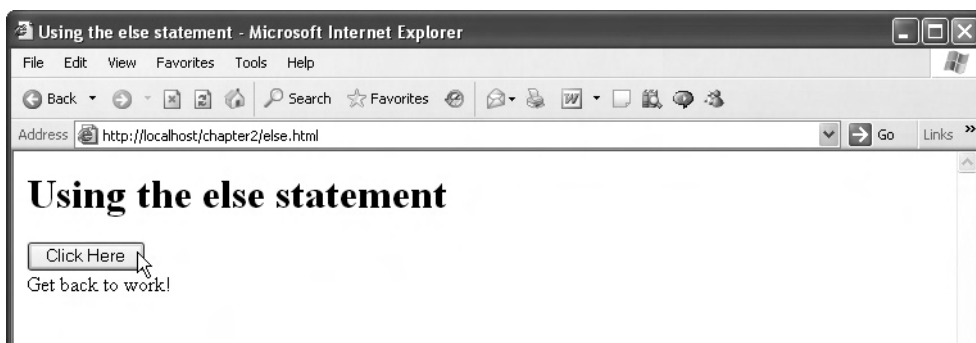 Using the else statement - Microsoft Internet Explorer
File Edit View Favorites Tools Help
Back Search Favorites W
Address http://localhost/chapter2/else.html Go Links »
Using the else statement
Click Here
Get back to work!